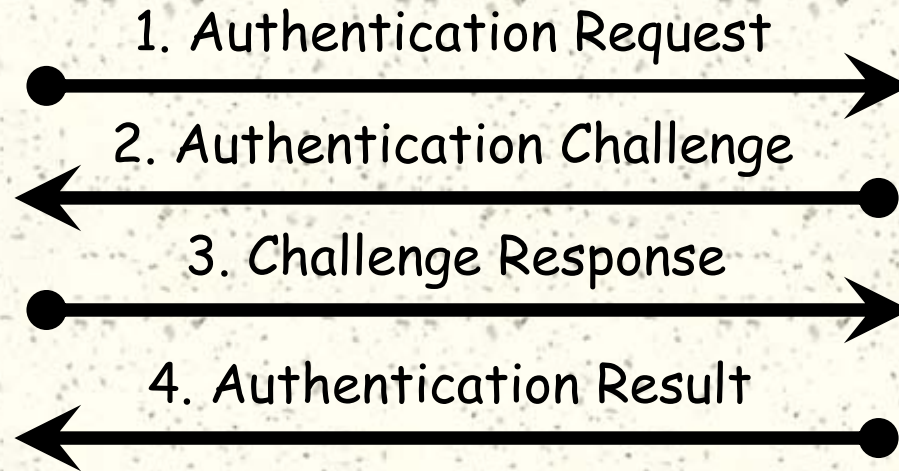 1. Authentication Request
2. Authentication Challenge
3. Challenge Response
4. Authentication Result